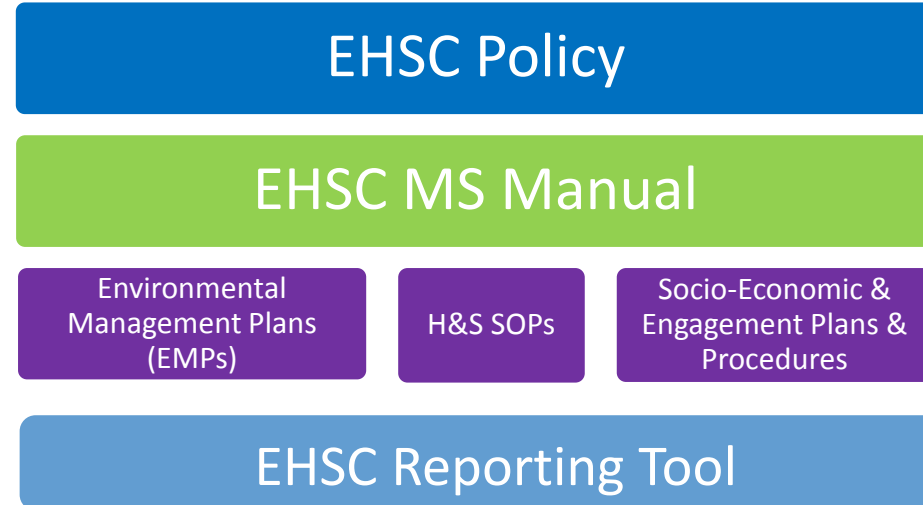 EHSC Policy
EHSC MS Manual
Environmental
Management Plans
(EMPs)
H&S SOPs
Socio-Economic &
Engagement Plans &
Procedures
EHSC Reporting Tool